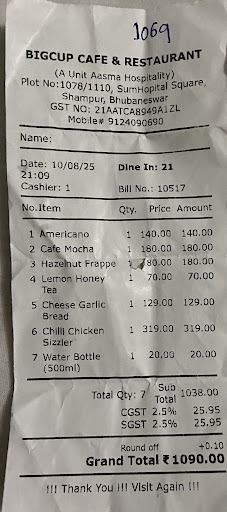 1069
BIGCUP CAFE & RESTAURANT
(A Unit Aasma Hospitality)
Plot No:1078/1110, SumHopital Square,
Shampur, Bhubaneswar
GST NO: 21AATCA8949A1ZL
Mobile# 9124090690
Name:
Date: 10/08/25 Dine In: 21
21:09
Cashier: 1 Bill No.: 10517
No.Item Qty. Price Amount
1 Americano 1 140.00 140.00
2 Cafe Mocha 1 180.00 180.00
3 Hazelnut Frappe 1 180.00 180.00
4 Lemon Honey 1 70.00 70.00
Tea
5 Cheese Garlic 1 129.00 129.00
Bread
6 Chilli Chicken 1 319.00 319.00
Sizzler
7 Water Bottle 1 20.00 20.00
(500ml)
Total Qty: 7 Sub Total 1038.00
CGST 2.5% 25.95
SGST 2.5% 25.95
Round off +0.10
Grand Total ₹1090.00
!!! Thank You !!! Visit Again !!!